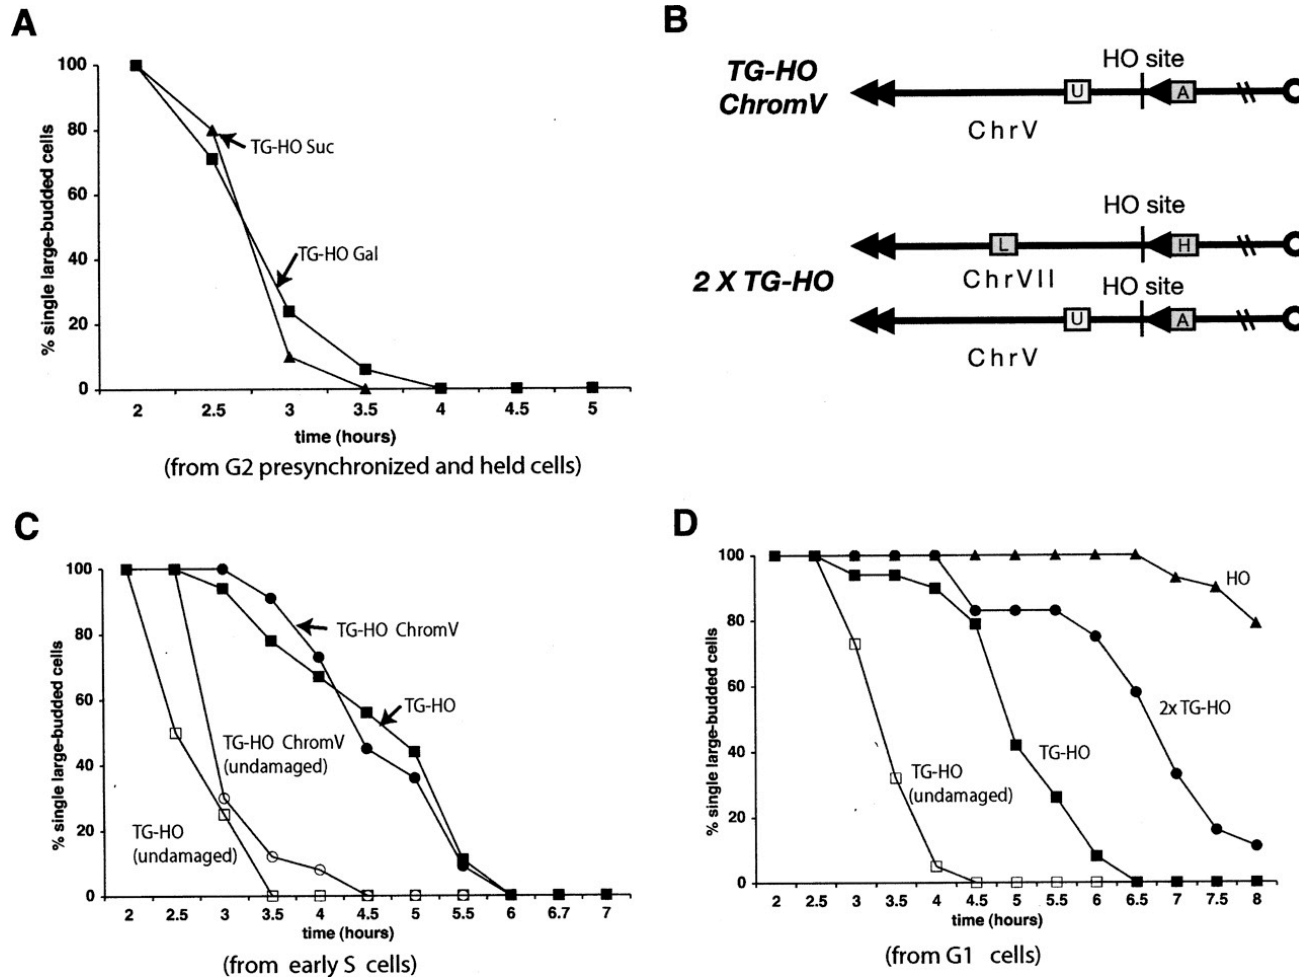 A
% single large-budded cells
100
80
60
40
20
0
TG-HO Suc
TG-HO Gal
2 2.5 3 3.5 4 4.5 5
time (hours)
(from G2 presynchronized and held cells)
B
TG-HO
ChromV
HO site
U A
ChrV
2 X TG-HO
HO site
L H
ChrVII
HO site
U A
ChrV
C
% single large-budded cells
100
80
60
40
20
0
TG-HO ChromV
TG-HO
TG-HO ChromV
(undamaged)
TG-HO
(undamaged)
2 2.5 3 3.5 4 4.5 5 5.5 6 6.7 7
time (hours)
(from early S cells)
D
% single large-budded cells
100
80
60
40
20
0
HO
2x TG-HO
TG-HO
TG-HO
(undamaged)
2 2.5 3 3.5 4 4.5 5 5.5 6 6.5 7 7.5 8
time (hours)
(from G1 cells)